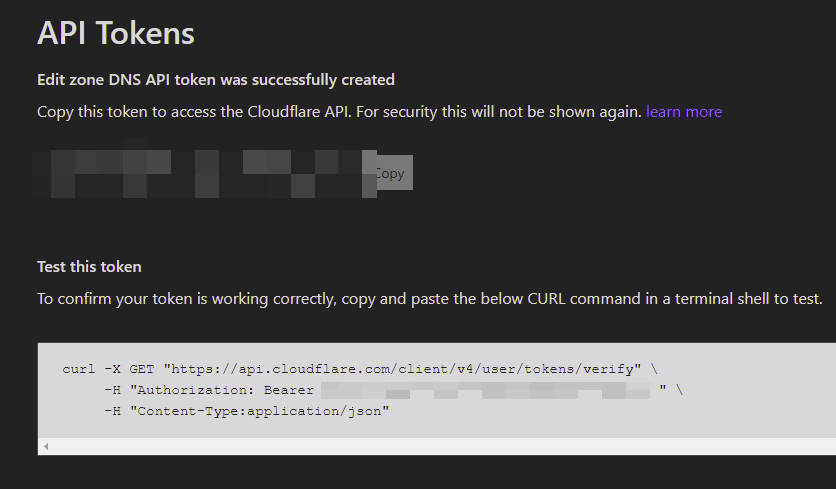 API Tokens
Edit zone DNS API token was successfully created
Copy this token to access the Cloudflare API. For security this will not be shown again. learn more
Copy
Test this token
To confirm your token is working correctly, copy and paste the below CURL command in a terminal shell to test.
curl -X GET "https://api.cloudflare.com/client/v4/user/tokens/verify" \
-H "Authorization: Bearer " \
-H "Content-Type:application/json"